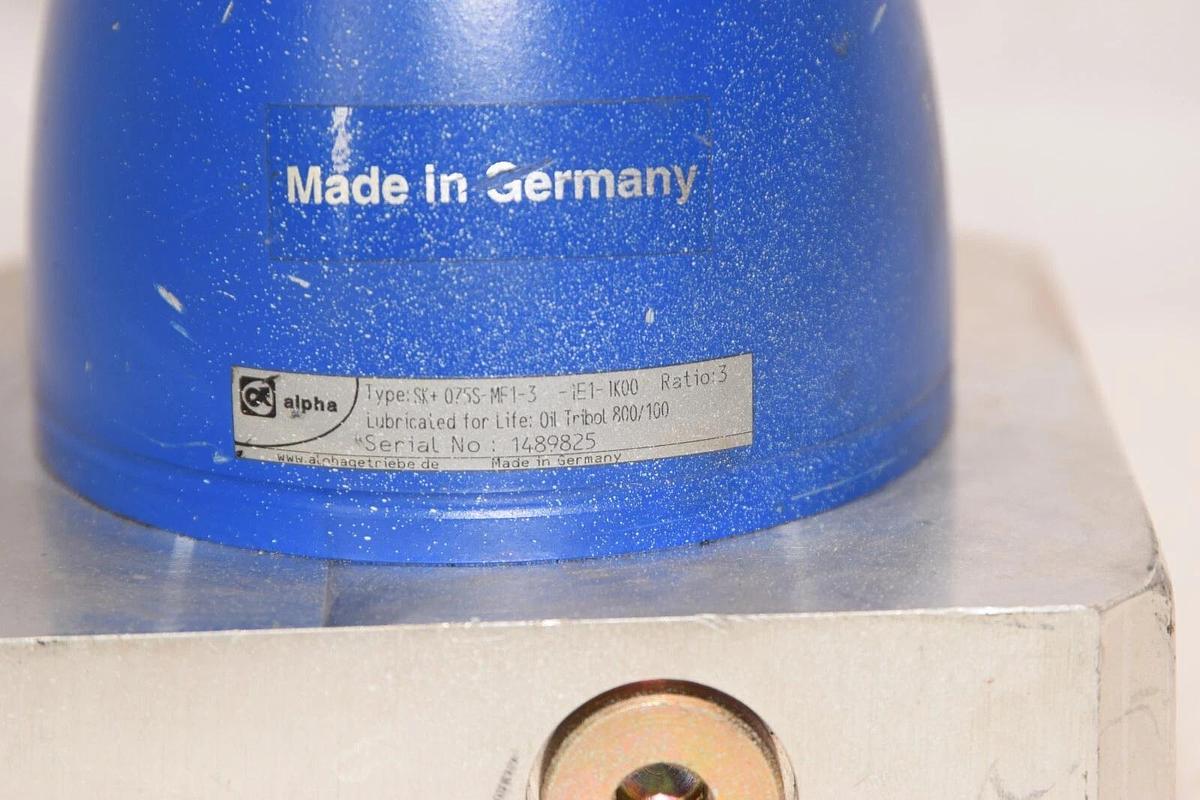 Made in Germany
alpha
Type: SK+ 075S-MF1-3 -1E1-1K00 Ratio:3
Lubricated for Life: Oil Tribol 800/100
Serial No : 1489825
www.alphagetriebe.de Made in Germany